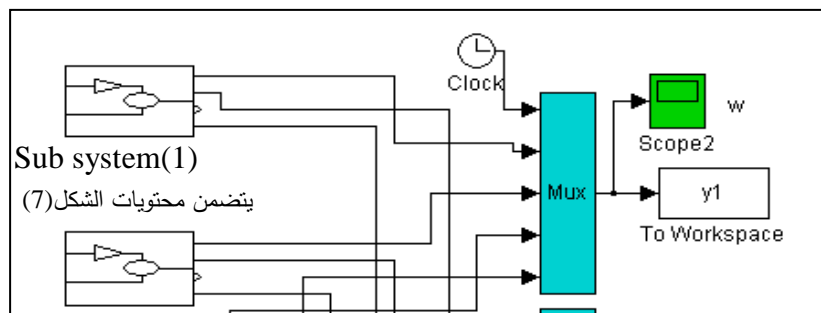 Clock
Sub system(1)
يتضمن محتويات الشكل(7)
Mux
Scope2
w
y1
To Workspace